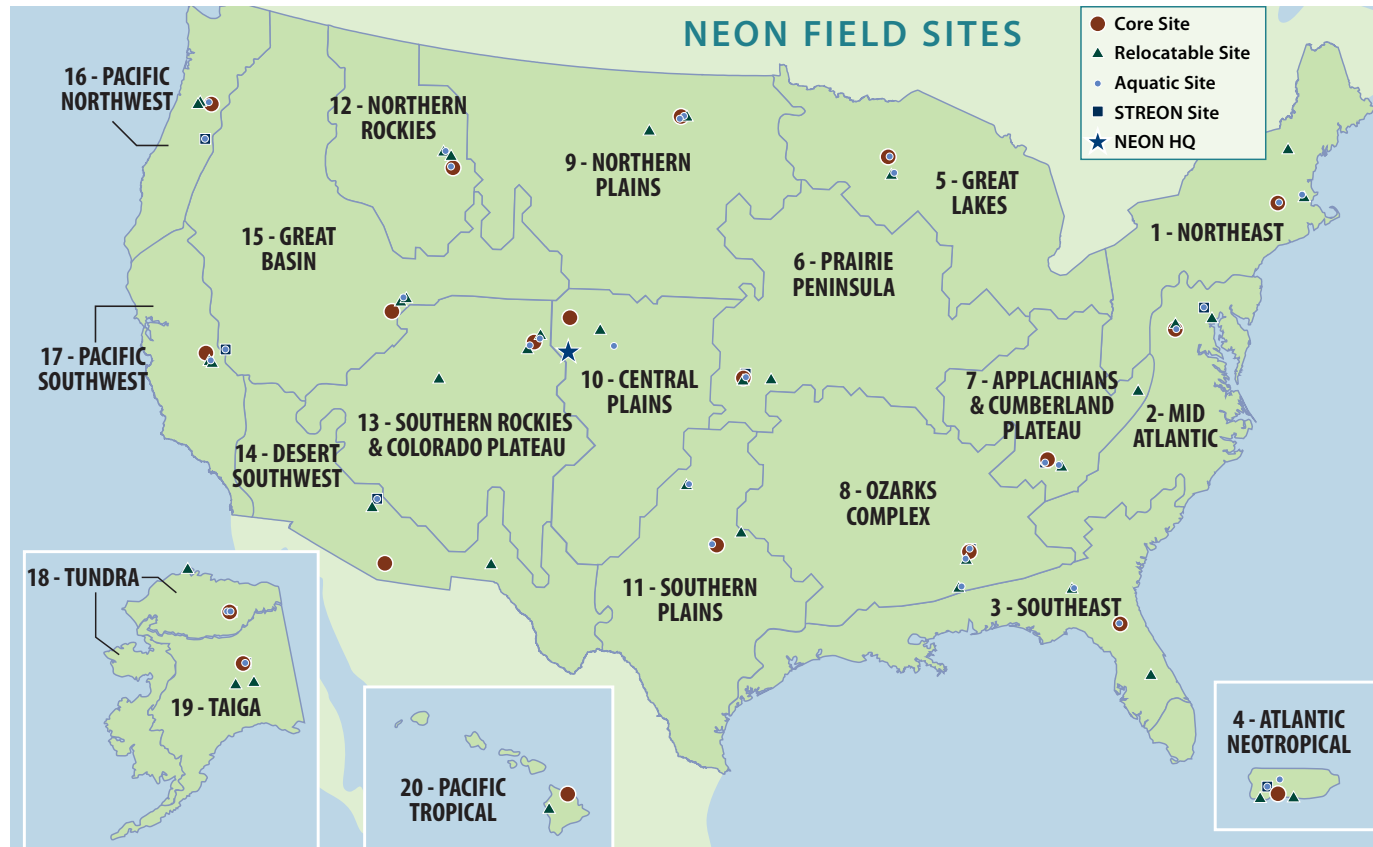 NEON FIELD SITES
Core Site
Relocatable Site
Aquatic Site
STREON Site
NEON HQ
16 - PACIFIC
NORTHWEST
12 - NORTHERN
ROCKIES
9 - NORTHERN
PLAINS
5 - GREAT
LAKES
1 - NORTHEAST
15 - GREAT
BASIN
6 - PRAIRIE
PENINSULA
17 - PACIFIC
SOUTHWEST
10 - CENTRAL
PLAINS
7 - APPLACHIANS
& CUMBERLAND
PLATEAU
2- MID
ATLANTIC
13 - SOUTHERN ROCKIES
& COLORADO PLATEAU
14 - DESERT
SOUTHWEST
8 - OZARKS
COMPLEX
11 - SOUTHERN
PLAINS
3 - SOUTHEAST
18 - TUNDRA
19 - TAIGA
20 - PACIFIC
TROPICAL
4 - ATLANTIC
NEOTROPICAL